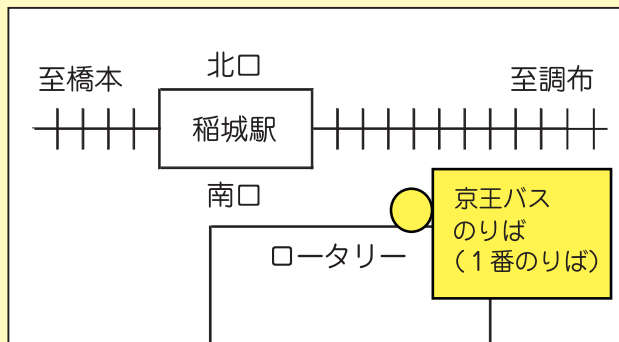 北口
至橋本
至調布
稲城駅
南口
京王バス
のりば
（1番のりば）
ロータリー